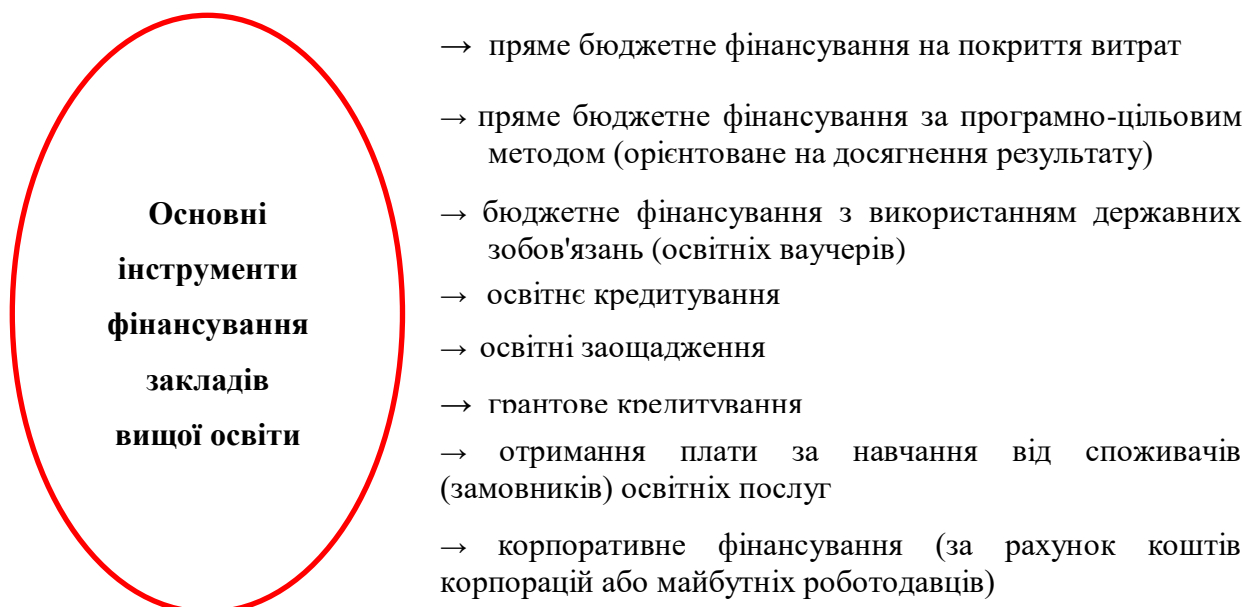 Основні
інструменти
фінансування
закладів
вищої освіти
→ пряме бюджетне фінансування на покриття витрат
→ пряме бюджетне фінансування за програмно-цільовим
методом (орієнтоване на досягнення результату)
→ бюджетне фінансування з використанням державних
зобов'язань (освітніх ваучерів)
→ освітнє кредитування
→ освітні заощадження
→ грантове кредитування
→ отримання плати за навчання від споживачів
(замовників) освітніх послуг
→ корпоративне фінансування (за рахунок коштів
корпорацій або майбутніх роботодавців)